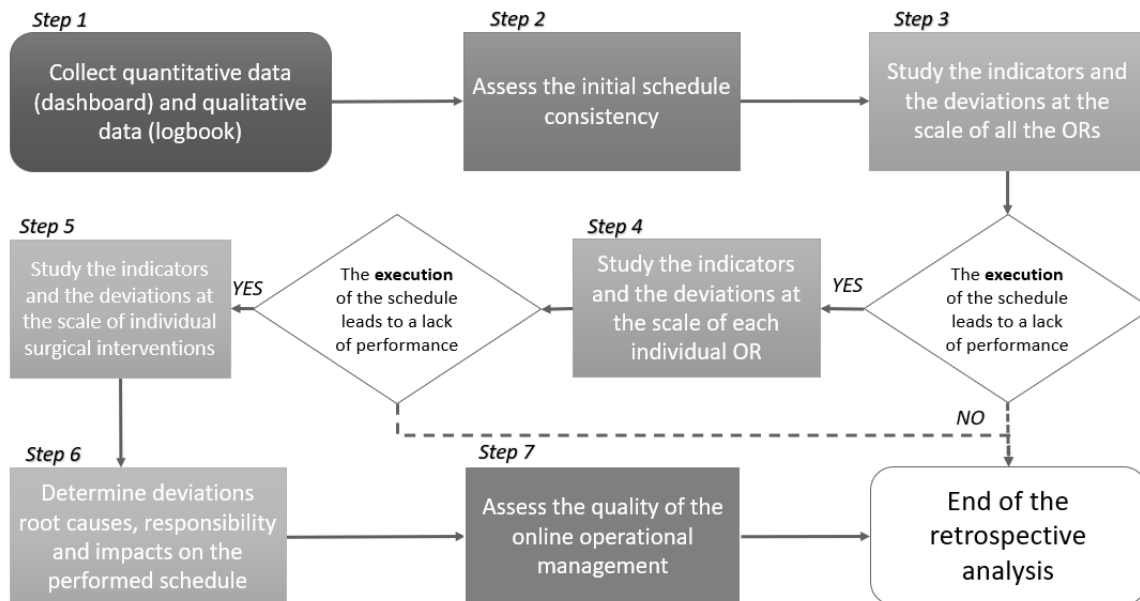 Step 1
Collect quantitative data
(dashboard) and qualitative
data (logbook)
Step 2
Assess the initial schedule
consistency
Step 3
Study the indicators and
the deviations at the
scale of all the ORs
The execution
of the schedule
leads to a lack
of performance
YES
Step 4
Study the indicators
and the deviations at
the scale of each
individual OR
The execution
of the schedule
leads to a lack
of performance
YES
Step 5
Study the indicators
and the deviations at
the scale of individual
surgical interventions
NO
Step 6
Determine deviations
root causes, responsibility
and impacts on the
performed schedule
Step 7
Assess the quality of the
online operational
management
End of the
retrospective
analysis